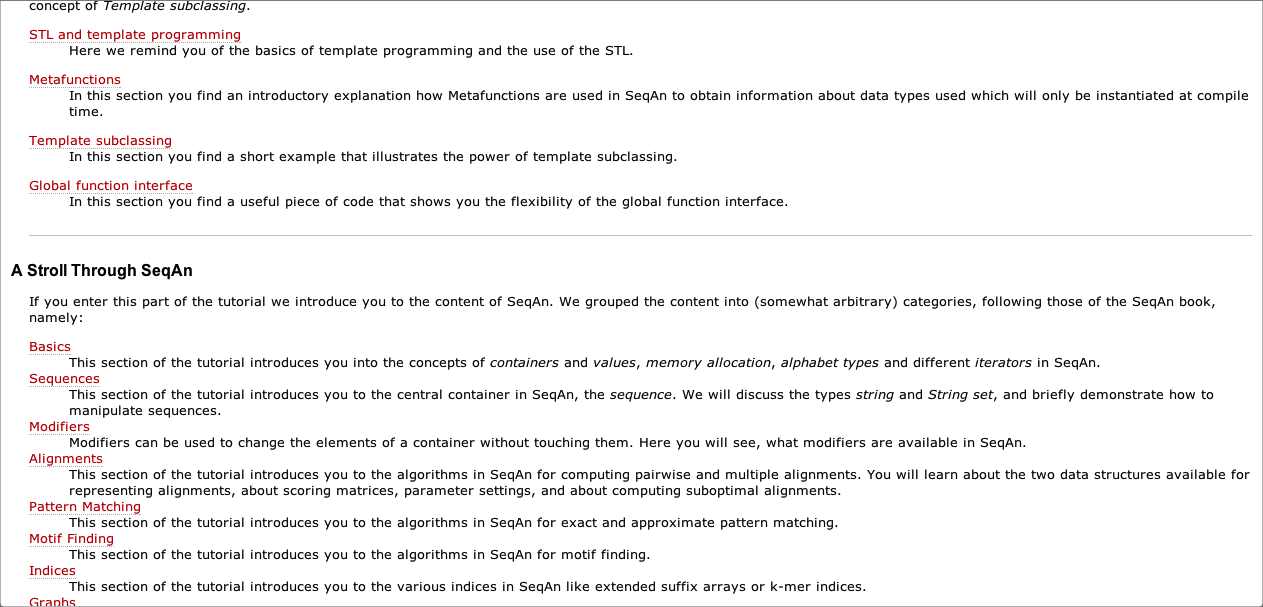 concept of Template subclassing.
STL and template programming
Here we remind you of the basics of template programming and the use of the STL.
Metafunctions
In this section you find an introductory explanation how Metafunctions are used in SeqAn to obtain information about data types used which will only be instantiated at compile
time.
Template subclassing
In this section you find a short example that illustrates the power of template subclassing.
Global function interface
In this section you find a useful piece of code that shows you the flexibility of the global function interface.
A Stroll Through SeqAn
If you enter this part of the tutorial we introduce you to the content of SeqAn. We grouped the content into (somewhat arbitrary) categories, following those of the SeqAn book,
namely:
Basics
This section of the tutorial introduces you into the concepts of containers and values, memory allocation, alphabet types and different iterators in SeqAn.
Sequences
This section of the tutorial introduces you to the central container in SeqAn, the sequence. We will discuss the types string and String set, and briefly demonstrate how to
manipulate sequences.
Modifiers
Modifiers can be used to change the elements of a container without touching them. Here you will see, what modifiers are available in SeqAn.
Alignments
This section of the tutorial introduces you to the algorithms in SeqAn for computing pairwise and multiple alignments. You will learn about the two data structures available for
representing alignments, about scoring matrices, parameter settings, and about computing suboptimal alignments.
Pattern Matching
This section of the tutorial introduces you to the algorithms in SeqAn for exact and approximate pattern matching.
Motif Finding
This section of the tutorial introduces you to the algorithms in SeqAn for motif finding.
Indices
This section of the tutorial introduces you to the various indices in SeqAn like extended suffix arrays or k-mer indices.
Graphs